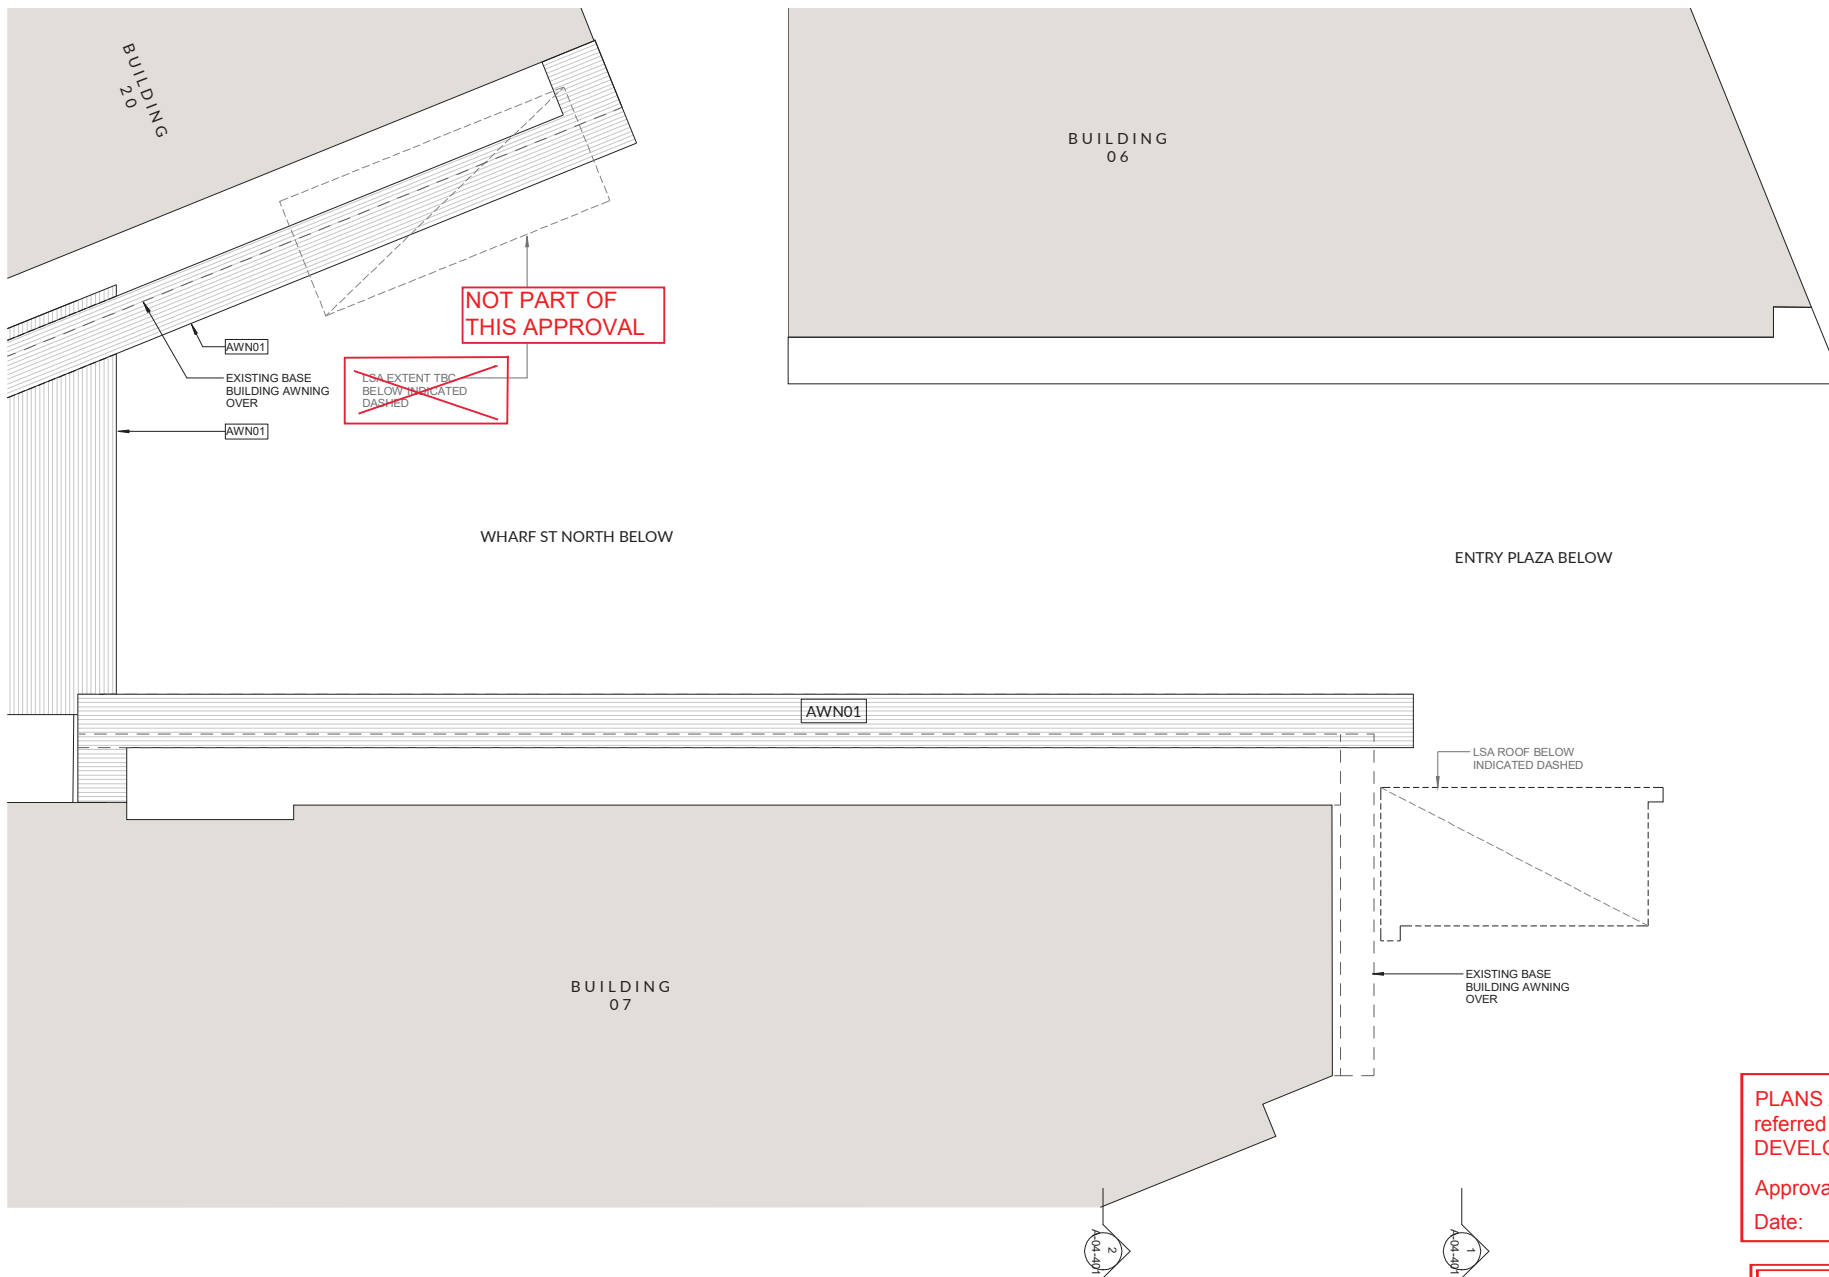 BUILDING
20
BUILDING
06
NOT PART OF
THIS APPROVAL
AWN01
EXISTING BASE
BUILDING AWNING
OVER
LSA EXTENT TBC
BELOW INDICATED
DASHED
AWN01
WHARF ST NORTH BELOW
ENTRY PLAZA BELOW
AWN01
LSA ROOF BELOW
INDICATED DASHED
BUILDING
07
EXISTING BASE
BUILDING AWNING
OVER
PLANS
referred
DEVELO
Approva
Date:
2
A-04-401
1
A-04-401